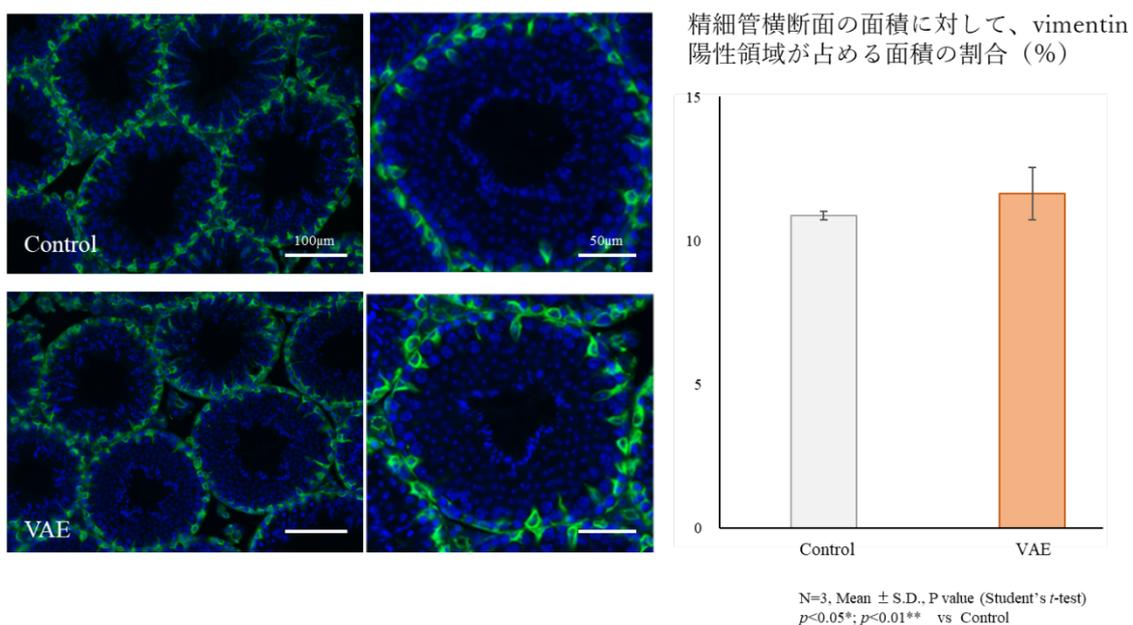 精細管横断面の面積に対して、vimentin
陽性領域が占める面積の割合（%）
Control
100μm
50μm
VAE
15
10
5
0
Control
VAE
N=3, Mean ± S.D., P value (Student’s t-test)
p<0.05*; p<0.01** vs Control